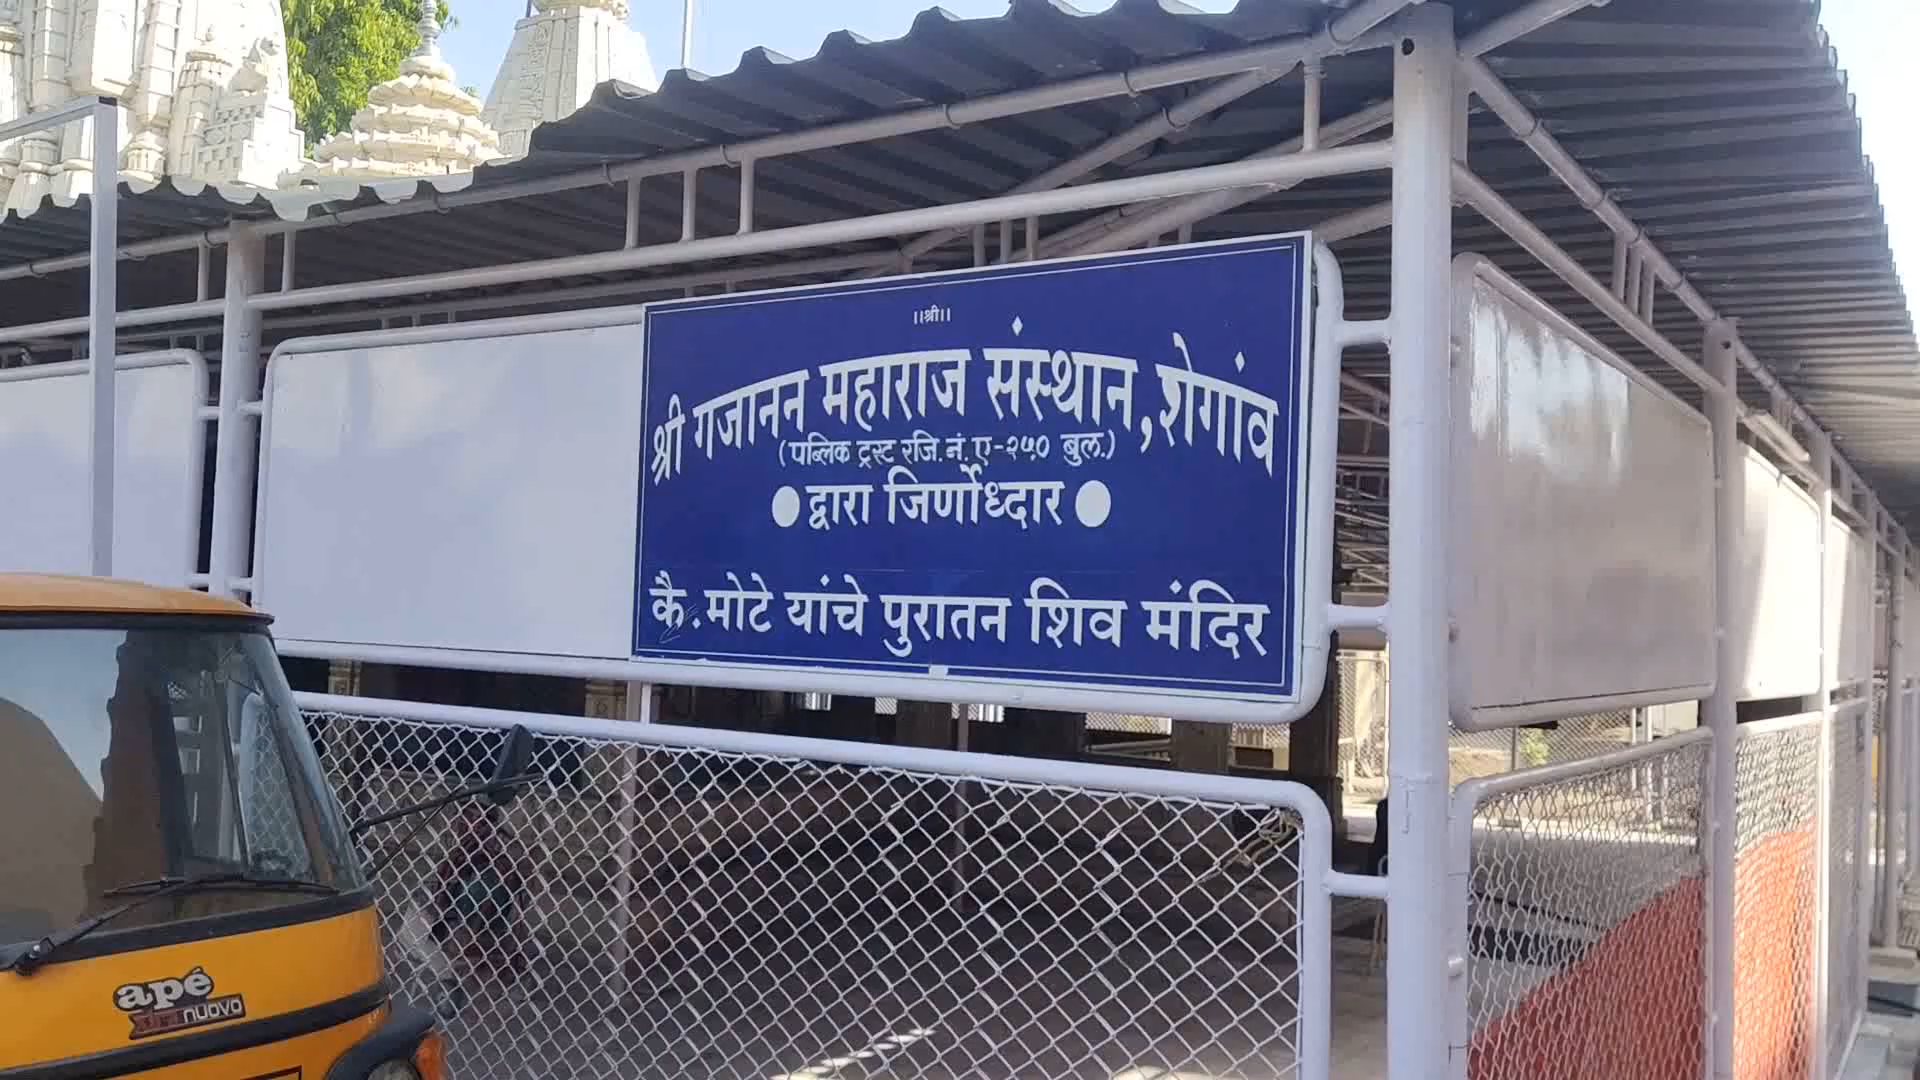 ।।श्री।।
श्री गजानन महाराज संस्थान, शेगांव
(पब्लिक ट्रस्ट रजि. नं. ए-२५० बुल.)
● द्वारा जिर्णोध्दार ●
कै. मोटे यांचे पुरातन शिव मंदिर
apé
nuovo